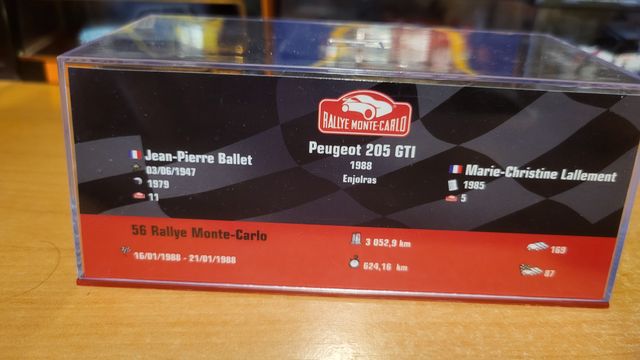 RALLYE MONTE-CARLO
Peugeot 205 GTI
1988
Enjolras
Jean-Pierre Ballet
03/06/1947
1979
11
Marie-Christine Lallement
1985
5
56 Rallye Monte-Carlo
16/01/1988 - 21/01/1988
3 052,9 km
624,16 km
169
87